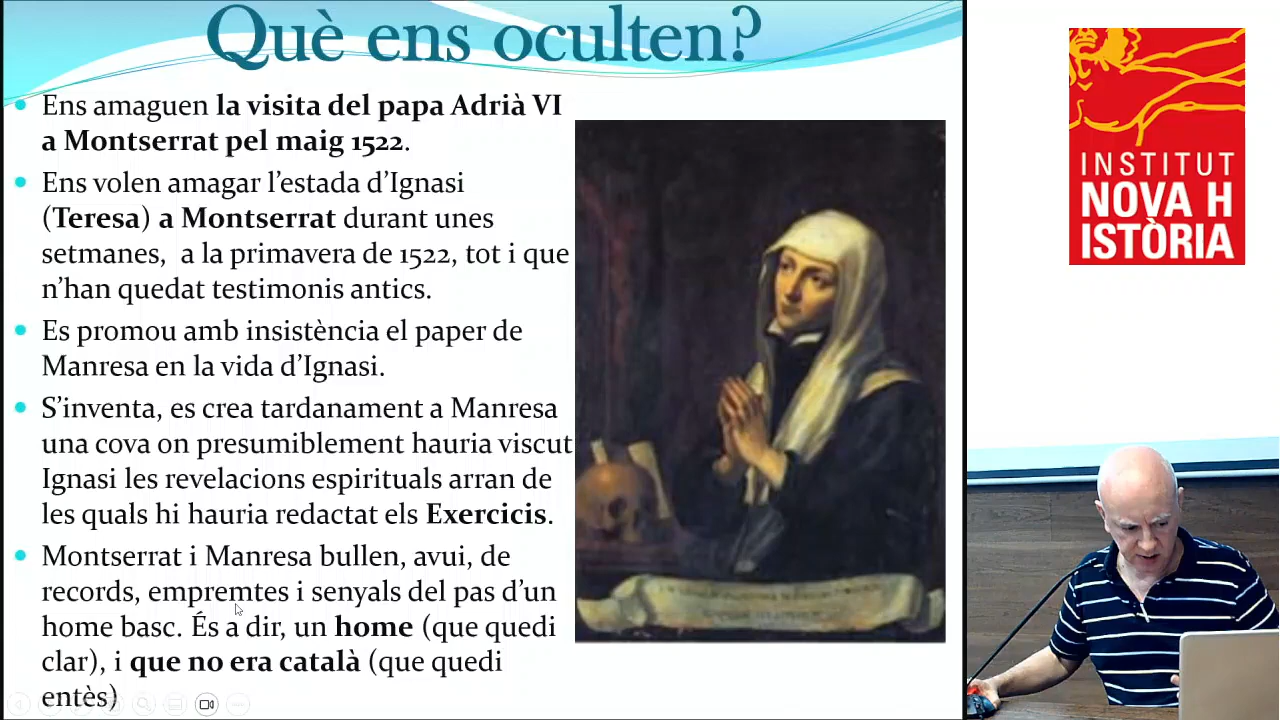 Què ens oculten?
Ens amaguen la visita del papa Adrià VI
a Montserrat pel maig 1522.
Ens volen amagar l'estada d'Ignasi
(Teresa) a Montserrat durant unes
setmanes, a la primavera de 1522, tot i que
n'han quedat testimonis antics.
Es promou amb insistència el paper de
Manresa en la vida d'Ignasi.
S'inventa, es crea tardanament a Manresa
una cova on presumiblement hauria viscut
Ignasi les revelacions espirituals arran de
les quals hi hauria redactat els Exercicis.
Montserrat i Manresa bullen, avui, de
records, empremtes i senyals del pas d'un
home basc. És a dir, un home (que quedi
clar), i que no era català (que quedi
entès)
INSTITUT
NOVA H
ISTÒRIA